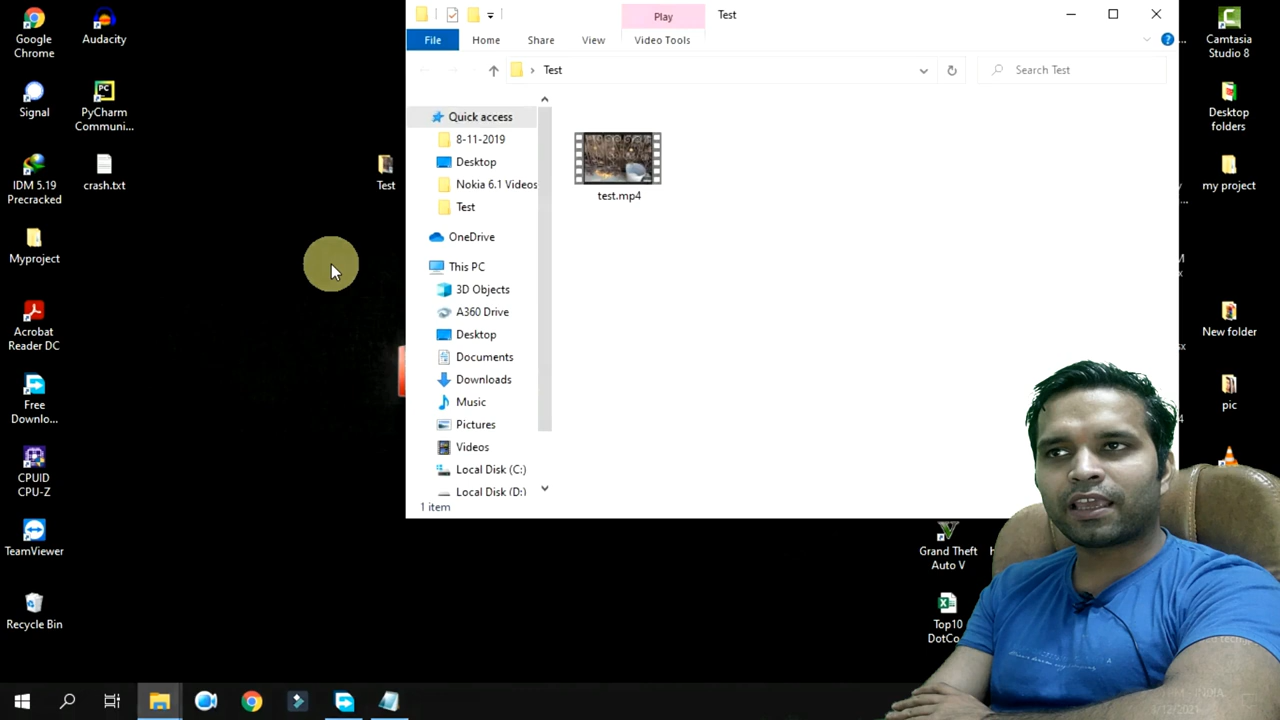 Google
Chrome
Audacity
Signal
PyCharm
Communi...
IDM 5.19
Precracked
crash.txt
Myproject
Acrobat
Reader DC
Free
Downlo...
CPUID
CPU-Z
TeamViewer
Recycle Bin
Test
Play
Test
File
Home
Share
View
Video Tools
Test
Search Test
Quick access
8-11-2019
Desktop
Nokia 6.1 Videos
Test
OneDrive
This PC
3D Objects
A360 Drive
Desktop
Documents
Downloads
Music
Pictures
Videos
Local Disk (C:)
Local Disk (D:)
1 item
test.mp4
Camtasia
Studio 8
Desktop
folders
my project
New folder
pic
Grand Theft
Auto V
Top10
DotCo...